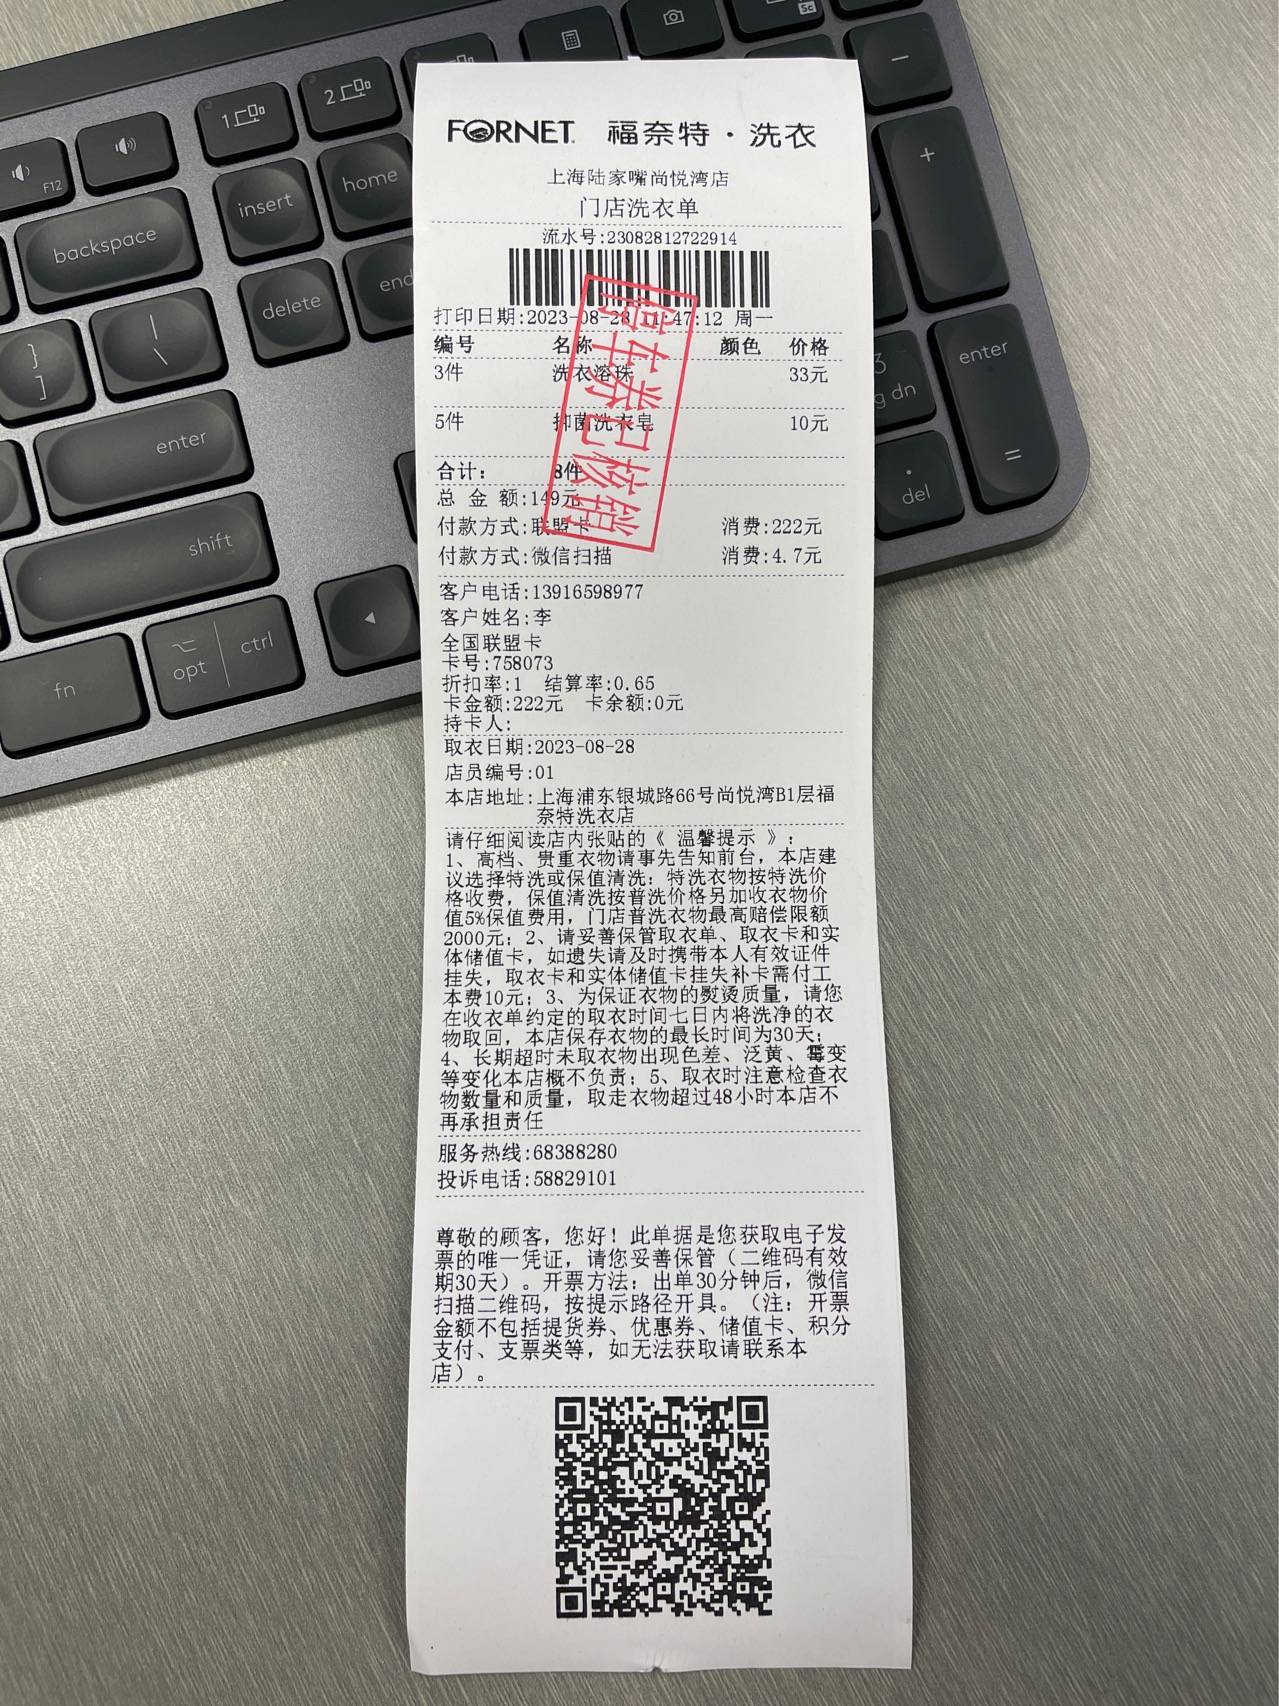 FORNET 福奈特·洗衣
上海陆家嘴尚悦湾店
门店洗衣单
流水号:23082812722914
打印日期:2023-08-28 11:47:12 周一
编号 名称 颜色 价格
3件 洗衣溶珠 33元
5件 抑菌洗衣皂 10元
合计: 8件
总 金 额:149元
付款方式:联盟卡 消费:222元
付款方式:微信扫描 消费:4.7元
停车券已核销
客户电话:13916598977
客户姓名:李
全国联盟卡
卡号:758073
折扣率:1 结算率:0.65
卡金额:222元 卡余额:0元
持卡人:
取衣日期:2023-08-28
店员编号:01
本店地址:上海浦东银城路66号尚悦湾B1层福
奈特洗衣店
请仔细阅读店内张贴的《 温馨提示 》:
1、高档、贵重衣物请事先告知前台，本店建
议选择特洗或保值清洗；特洗衣物按特洗价
格收费，保值清洗按普洗价格另加收衣物价
值5%保值费用，门店普洗衣物最高赔偿限额
2000元；2、请妥善保管取衣单、取衣卡和实
体储值卡，如遗失请及时携带本人有效证件
挂失，取衣卡和实体储值卡挂失补卡需付工
本费10元；3、为保证衣物的熨烫质量，请您
在收衣单约定的取衣时间七日内将洗净的衣
物取回，本店保存衣物的最长时间为30天；
4、长期超时未取衣物出现色差、泛黄、霉变
等变化本店概不负责；5、取衣时注意检查衣
物数量和质量，取走衣物超过48小时本店不
再承担责任
服务热线:68388280
投诉电话:58829101
尊敬的顾客，您好！此单据是您获取电子发
票的唯一凭证，请您妥善保管（二维码有效
期30天）。开票方法：出单30分钟后，微信
扫描二维码，按提示路径开具。（注：开票
金额不包括提货券、优惠券、储值卡、积分
支付、支票类等，如无法获取请联系本
店）。
F12
1
2
backspace
insert
home
delete
end
}
]
|
\
enter
shift
fn
opt
ctrl
Sc
−
+
3
g dn
enter
=
.
del